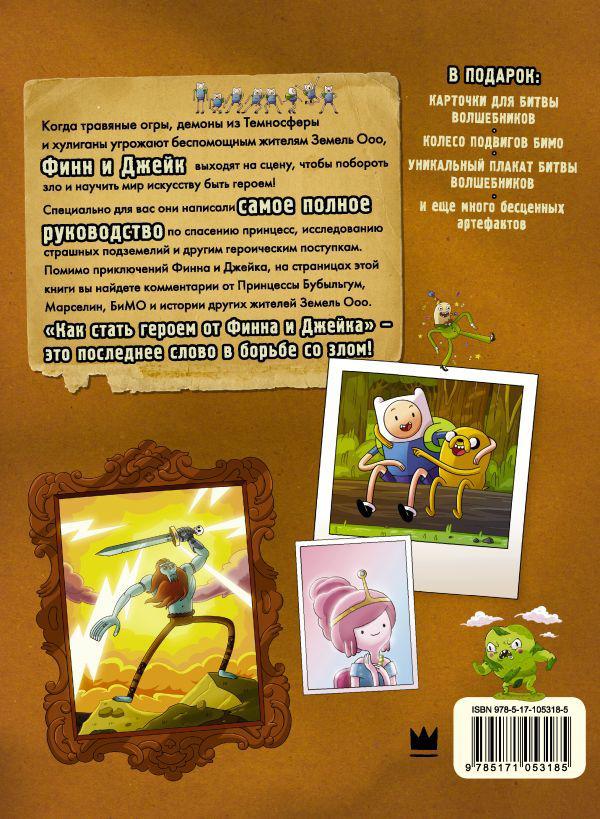 Когда травяные огры, демоны из Темносферы
и хулиганы угрожают беспомощным жителям Земель Ооо,
Финн и Джейк выходят на сцену, чтобы побороть
зло и научить мир искусству быть героем!
Специально для вас они написали самое полное
руководство по спасению принцесс, исследованию
страшных подземелий и другим героическим поступкам.
Помимо приключений Финна и Джейка, на страницах этой
книги вы найдете комментарии от Принцессы Бубыльгум,
Марселин, БиМО и истории других жителей Земель Ооо.
«Как стать героем от Финна и Джейка» –
это последнее слово в борьбе со злом!
В ПОДАРОК:
КАРТОЧКИ ДЛЯ БИТВЫ
ВОЛШЕБНИКОВ
•
КОЛЕСО ПОДВИГОВ БИМО
•
УНИКАЛЬНЫЙ ПЛАКАТ БИТВЫ
ВОЛШЕБНИКОВ
•
и еще много бесценных
артефактов
ISBN 978-5-17-105318-5
9 785171 053185